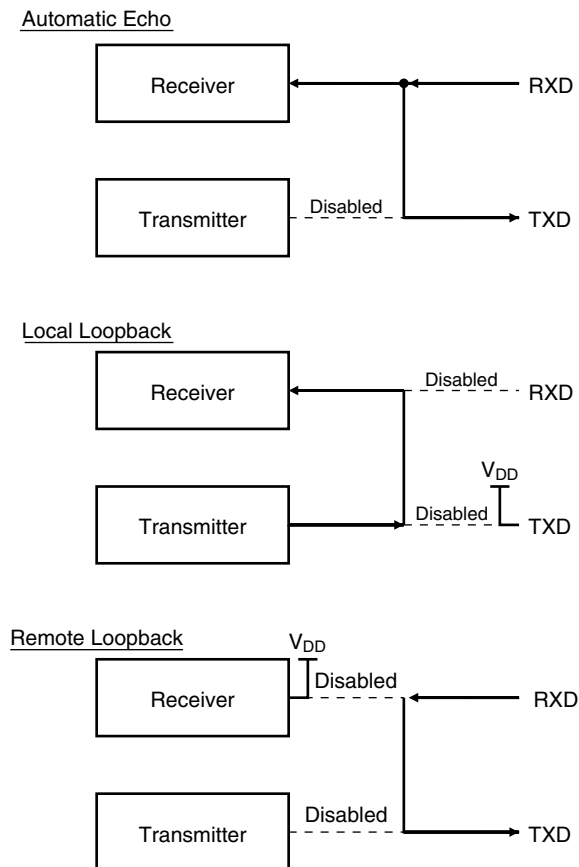 Automatic Echo
Receiver
RXD
Transmitter
Disabled
TXD
Local Loopback
Receiver
Disabled
RXD
VDD
Transmitter
Disabled
TXD
Remote Loopback
VDD
Receiver
Disabled
RXD
Transmitter
Disabled
TXD